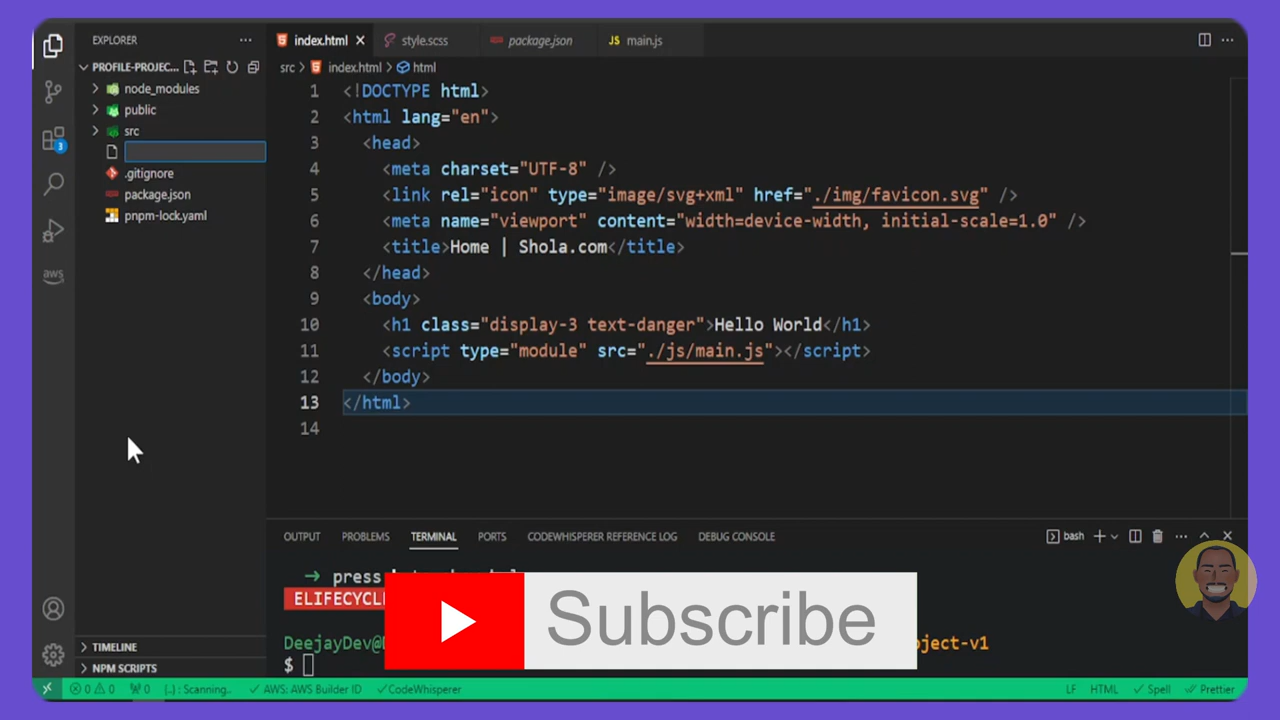 EXPLORER
index.html
style.scss
package.json
JS main.js
PROFILE-PROJEC...
src > index.html > html
node_modules
public
src
.gitignore
package.json
pnpm-lock.yaml
1 <!DOCTYPE html>
2 <html lang="en">
3 <head>
4 <meta charset="UTF-8" />
5 <link rel="icon" type="image/svg+xml" href="./img/favicon.svg" />
6 <meta name="viewport" content="width=device-width, initial-scale=1.0" />
7 <title>Home | Shola.com</title>
8 </head>
9 <body>
10 <h1 class="display-3 text-danger">Hello World</h1>
11 <script type="module" src="./js/main.js"></script>
12 </body>
13 </html>
14
3
aws
OUTPUT PROBLEMS TERMINAL PORTS CODEWHISPERER REFERENCE LOG DEBUG CONSOLE
bash
→ press
ELIFECYCLE
DeejayDev@
oject-v1
$
Subscribe
TIMELINE
NPM SCRIPTS
0 0 0 {..} : Scanning.. AWS: AWS Builder ID CodeWhisperer LF HTML Spell Prettier